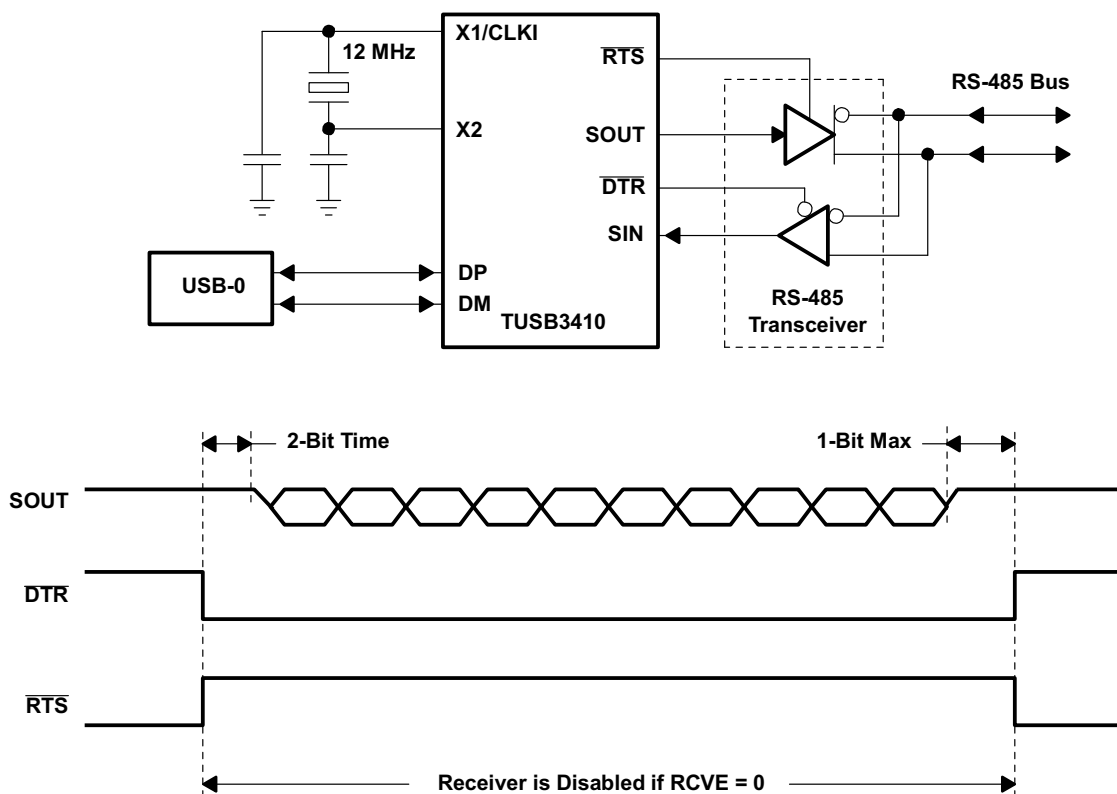 X1/CLKI
12 MHz
X2
RTS
SOUT
DTR
SIN
RS-485 Bus
USB-0
DP
DM
TUSB3410
RS-485
Transceiver
2-Bit Time
1-Bit Max
SOUT
DTR
RTS
Receiver is Disabled if RCVE = 0